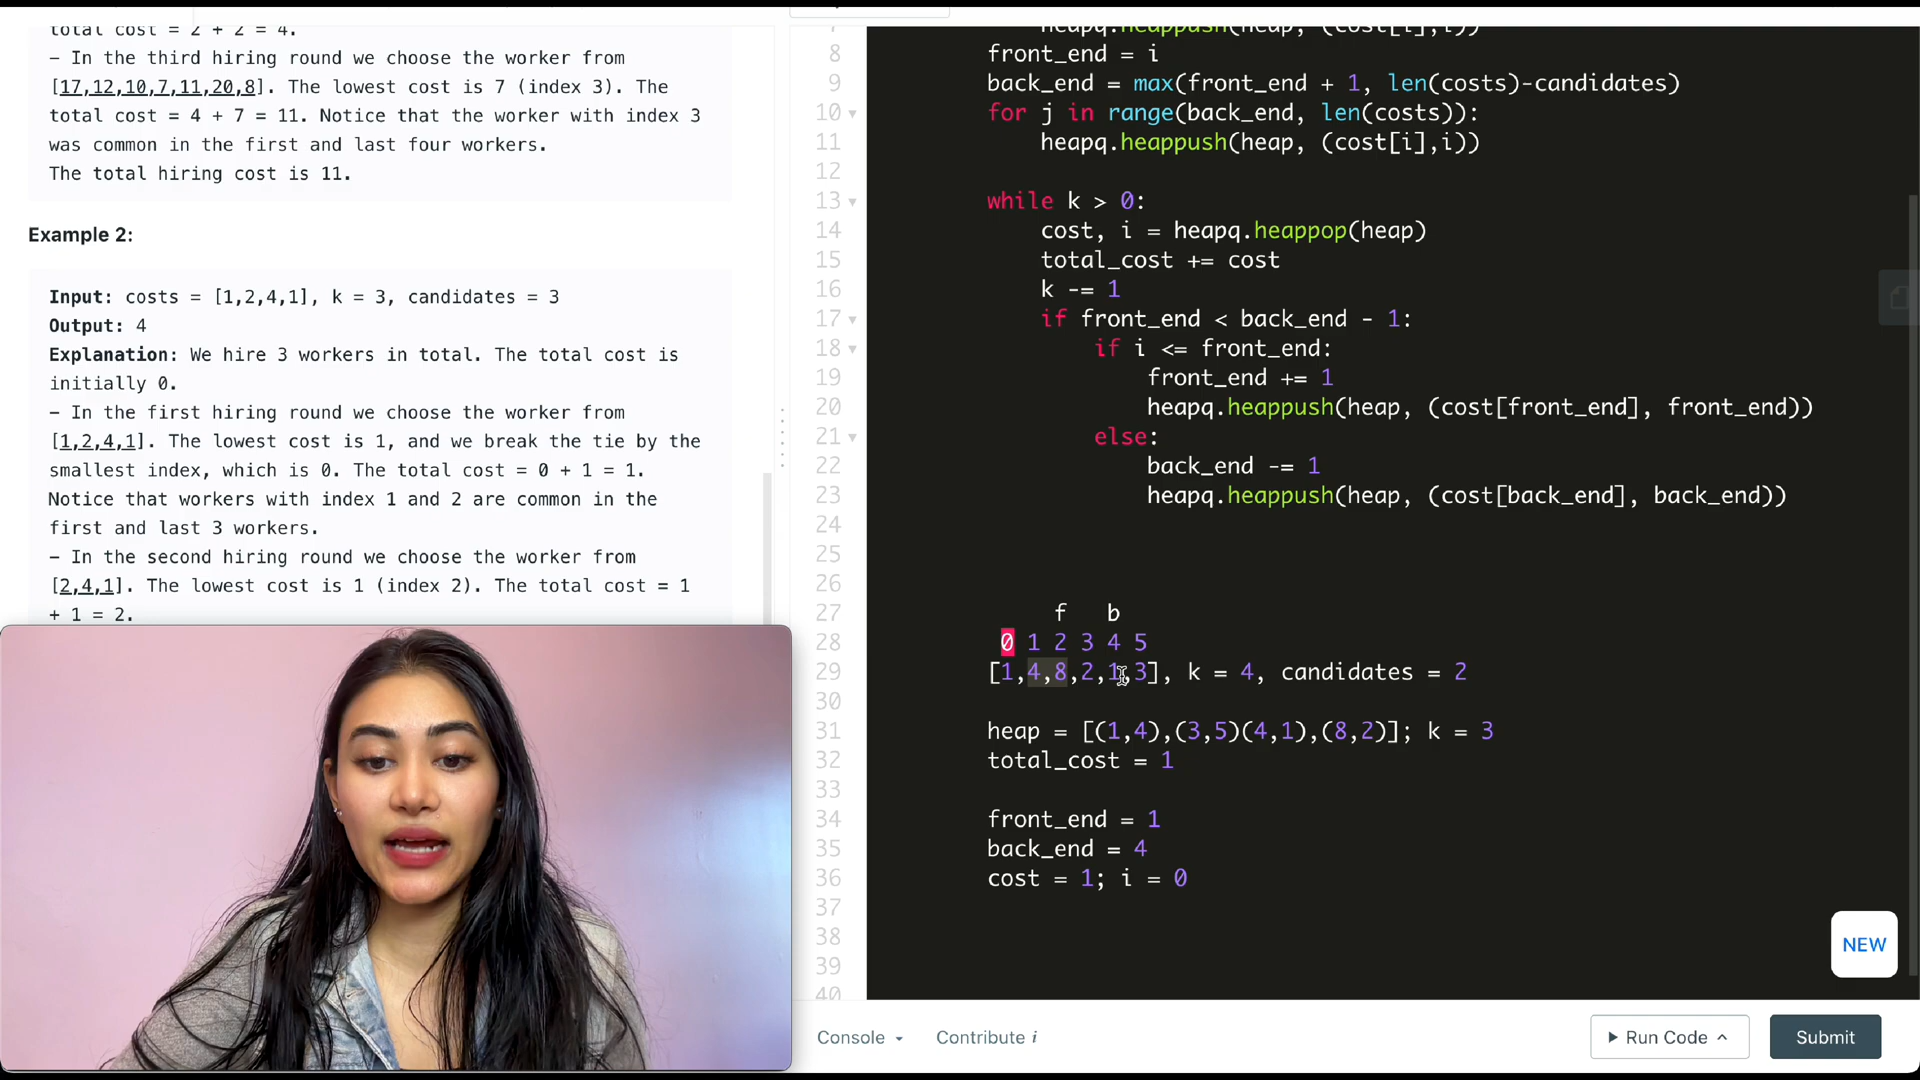 total cost = 2 + 2 = 4.
– In the third hiring round we choose the worker from
[17,12,10,7,11,20,8]. The lowest cost is 7 (index 3). The
total cost = 4 + 7 = 11. Notice that the worker with index 3
was common in the first and last four workers.
The total hiring cost is 11.
Example 2:
Input: costs = [1,2,4,1], k = 3, candidates = 3
Output: 4
Explanation: We hire 3 workers in total. The total cost is
initially 0.
– In the first hiring round we choose the worker from
[1,2,4,1]. The lowest cost is 1, and we break the tie by the
smallest index, which is 0. The total cost = 0 + 1 = 1.
Notice that workers with index 1 and 2 are common in the
first and last 3 workers.
– In the second hiring round we choose the worker from
[2,4,1]. The lowest cost is 1 (index 2). The total cost = 1
+ 1 = 2.
7 heapq.heappush(heap, (cost[i],i))
8 front_end = i
9 back_end = max(front_end + 1, len(costs)-candidates)
10 for j in range(back_end, len(costs)):
11 heapq.heappush(heap, (cost[i],i))
12
13 while k > 0:
14 cost, i = heapq.heappop(heap)
15 total_cost += cost
16 k -= 1
17 if front_end < back_end - 1:
18 if i <= front_end:
19 front_end += 1
20 heapq.heappush(heap, (cost[front_end], front_end))
21 else:
22 back_end -= 1
23 heapq.heappush(heap, (cost[back_end], back_end))
24
25
26
27 f b
28 0 1 2 3 4 5
29 [1,4,8,2,1,3], k = 4, candidates = 2
30
31 heap = [(1,4),(3,5)(4,1),(8,2)]; k = 3
32 total_cost = 1
33
34 front_end = 1
35 back_end = 4
36 cost = 1; i = 0
37
38
39
40
NEW
Console
Contribute i
Run Code
Submit